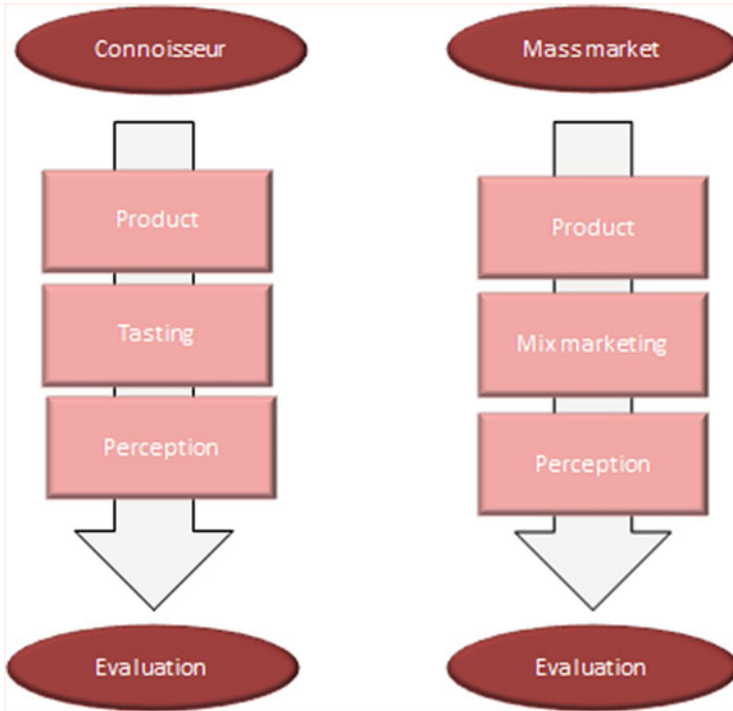 Connoisseur
Product
Tasting
Perception
Evaluation
Mass market
Product
Mix marketing
Perception
Evaluation